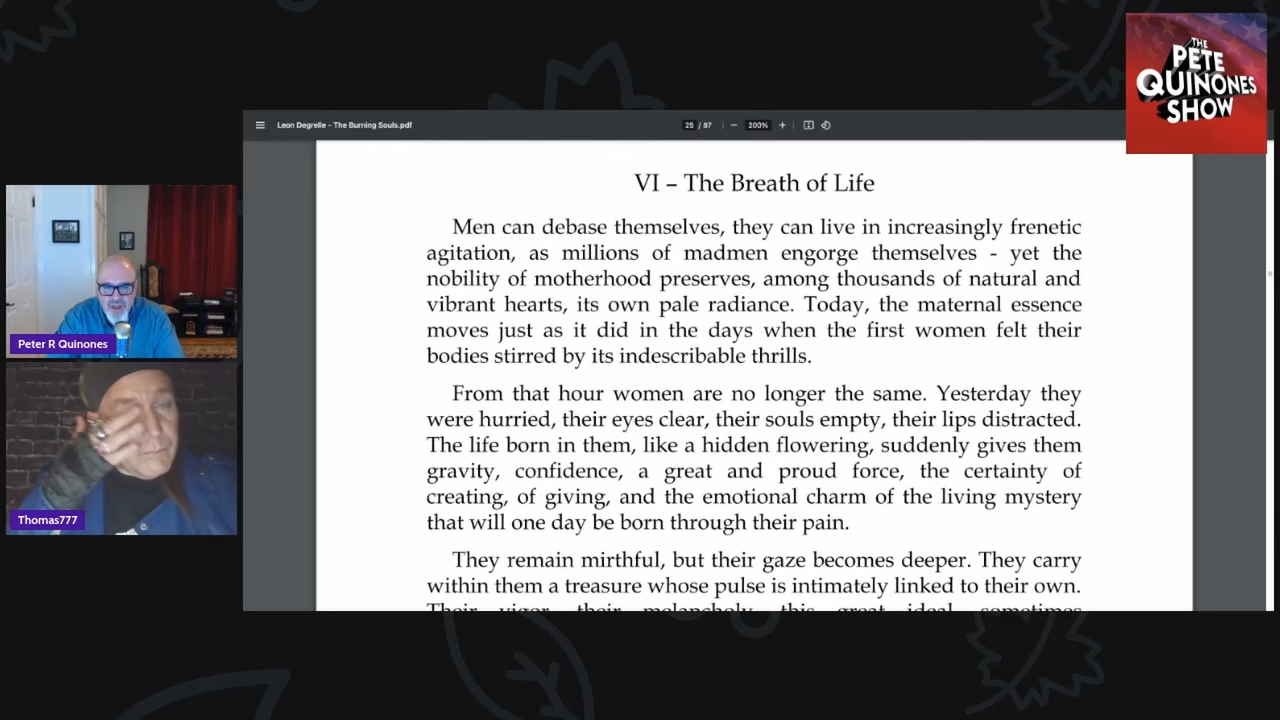 THE
PETE
QUINONES
SHOW
Leon Degrelle - The Burning Souls.pdf
25 / 87
200%
VI – The Breath of Life
Men can debase themselves, they can live in increasingly frenetic
agitation, as millions of madmen engorge themselves - yet the
nobility of motherhood preserves, among thousands of natural and
vibrant hearts, its own pale radiance. Today, the maternal essence
moves just as it did in the days when the first women felt their
bodies stirred by its indescribable thrills.
From that hour women are no longer the same. Yesterday they
were hurried, their eyes clear, their souls empty, their lips distracted.
The life born in them, like a hidden flowering, suddenly gives them
gravity, confidence, a great and proud force, the certainty of
creating, of giving, and the emotional charm of the living mystery
that will one day be born through their pain.
They remain mirthful, but their gaze becomes deeper. They carry
within them a treasure whose pulse is intimately linked to their own.
Their vigor, their melancholy, this great ideal, sometimes
Peter R Quinones
Thomas777